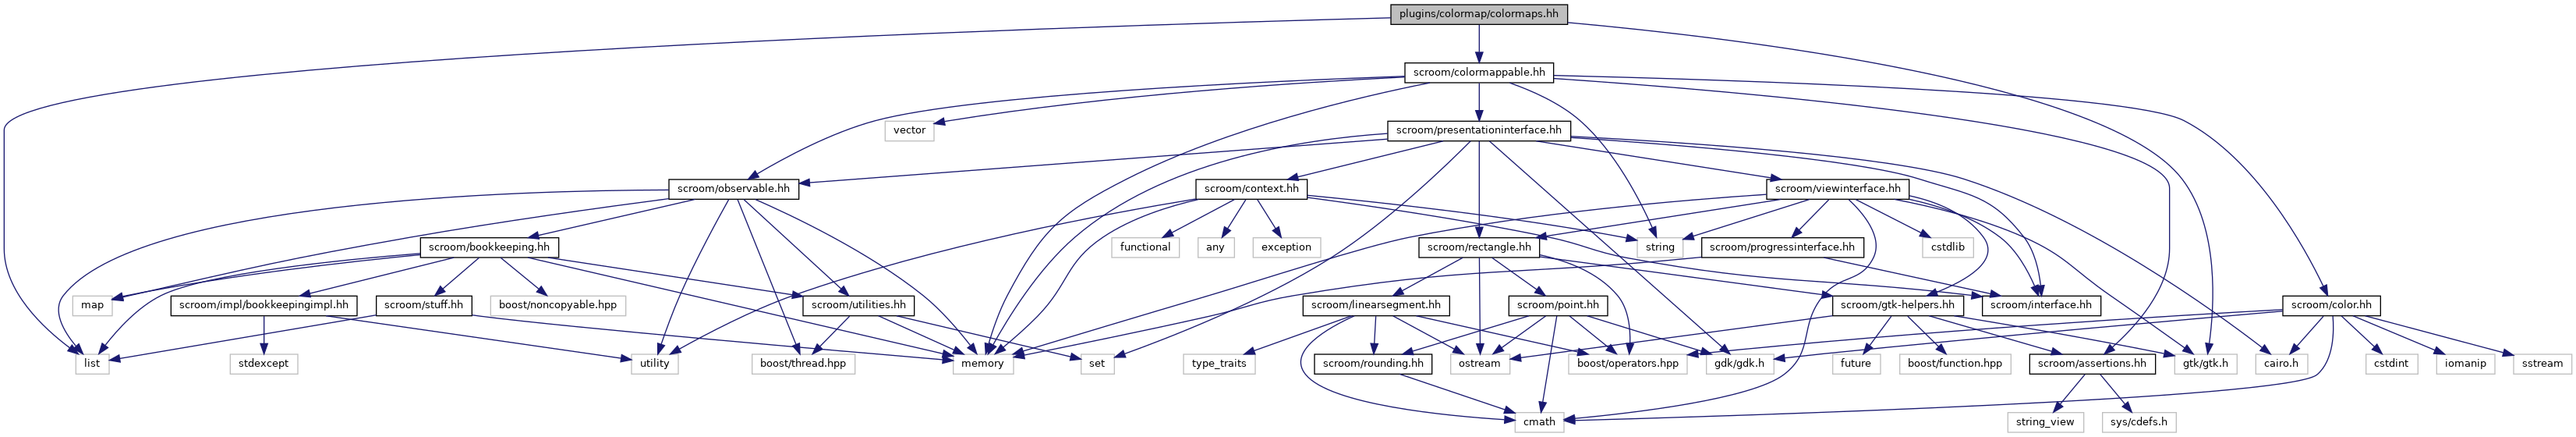 plugins/colormap/colormaps.hh
scroom/colormappable.hh
vector
scroom/presentationinterface.hh
scroom/observable.hh
scroom/context.hh
scroom/viewinterface.hh
scroom/bookkeeping.hh
functional
any
exception
scroom/rectangle.hh
string
scroom/progressinterface.hh
cstdlib
map
scroom/impl/bookkeepingimpl.hh
scroom/stuff.hh
boost/noncopyable.hpp
scroom/utilities.hh
scroom/linearsegment.hh
scroom/point.hh
scroom/gtk-helpers.hh
scroom/interface.hh
scroom/color.hh
list
stdexcept
utility
boost/thread.hpp
memory
set
type_traits
scroom/rounding.hh
ostream
boost/operators.hpp
gdk/gdk.h
future
boost/function.hpp
scroom/assertions.hh
gtk/gtk.h
cairo.h
cstdint
iomanip
sstream
cmath
string_view
sys/cdefs.h